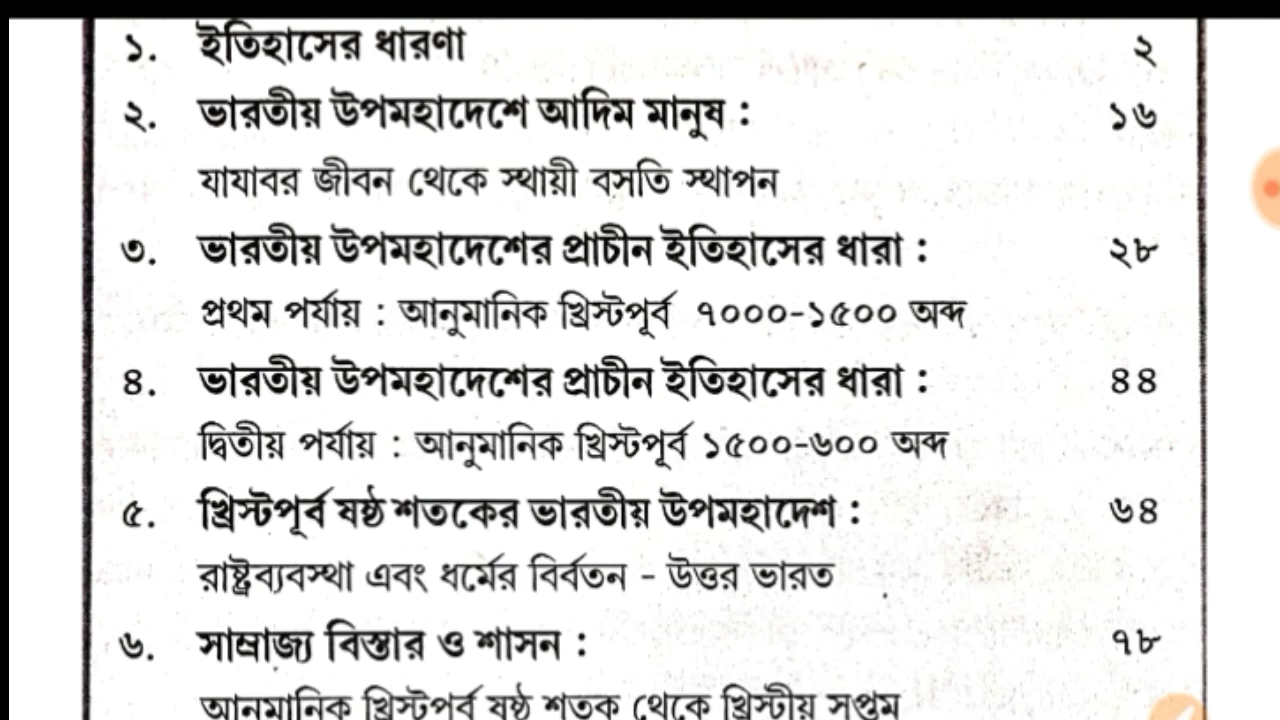 ১. ইতিহাসের ধারণা ২
২. ভারতীয় উপমহাদেশে আদিম মানুষ : ১৬
যাযাবর জীবন থেকে স্থায়ী বসতি স্থাপন
৩. ভারতীয় উপমহাদেশের প্রাচীন ইতিহাসের ধারা : ২৮
প্রথম পর্যায় : আনুমানিক খ্রিস্টপূর্ব ৭০০০-১৫০০ অব্দ
৪. ভারতীয় উপমহাদেশের প্রাচীন ইতিহাসের ধারা : ৪৪
দ্বিতীয় পর্যায় : আনুমানিক খ্রিস্টপূর্ব ১৫০০-৬০০ অব্দ
৫. খ্রিস্টপূর্ব ষষ্ঠ শতকের ভারতীয় উপমহাদেশ : ৬৪
রাষ্ট্রব্যবস্থা এবং ধর্মের বিবর্তন - উত্তর ভারত
৬. সাম্রাজ্য বিস্তার ও শাসন : ৭৮
আনুমানিক খ্রিস্টপূর্ব ষষ্ঠ শতক থেকে খ্রিস্টীয় সপ্তম